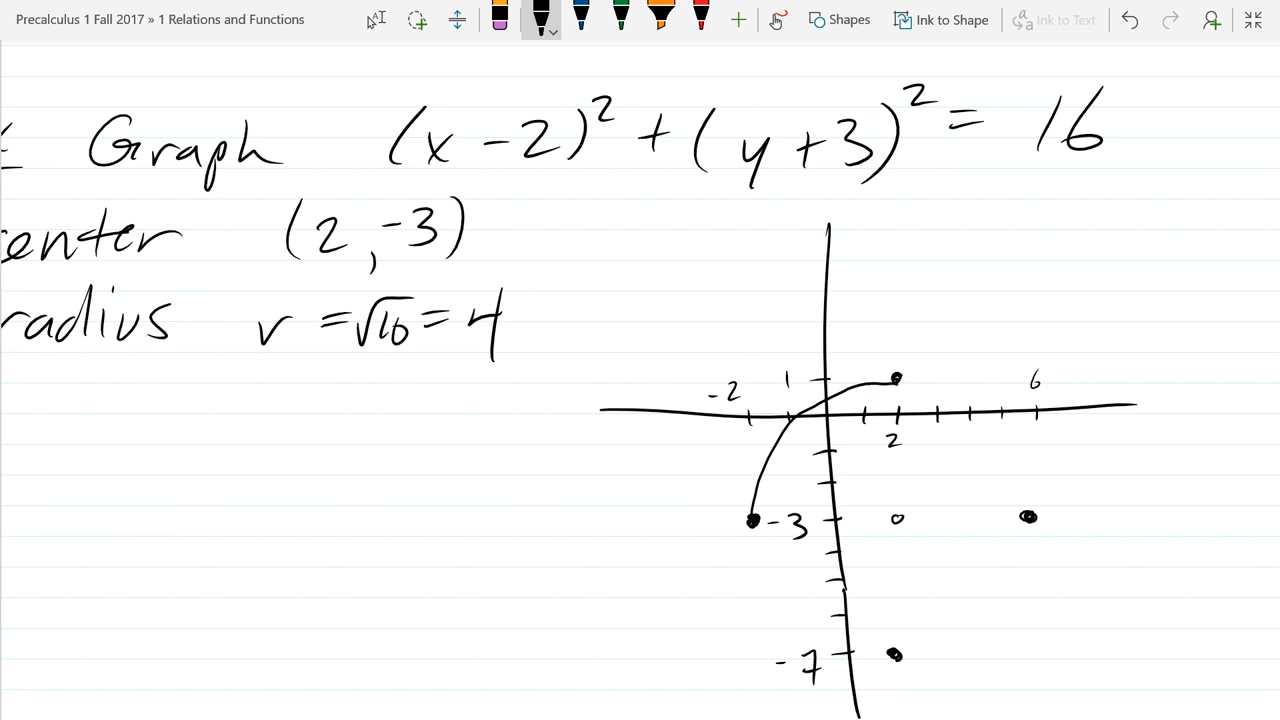 Precalculus 1 Fall 2017 » 1 Relations and Functions
Shapes
Ink to Shape
Ink to Text
Graph (x - 2)² + (y + 3)² = 16
enter (2, -3)
radius r = √16 = 4
-2 1 6
2
-3
-7